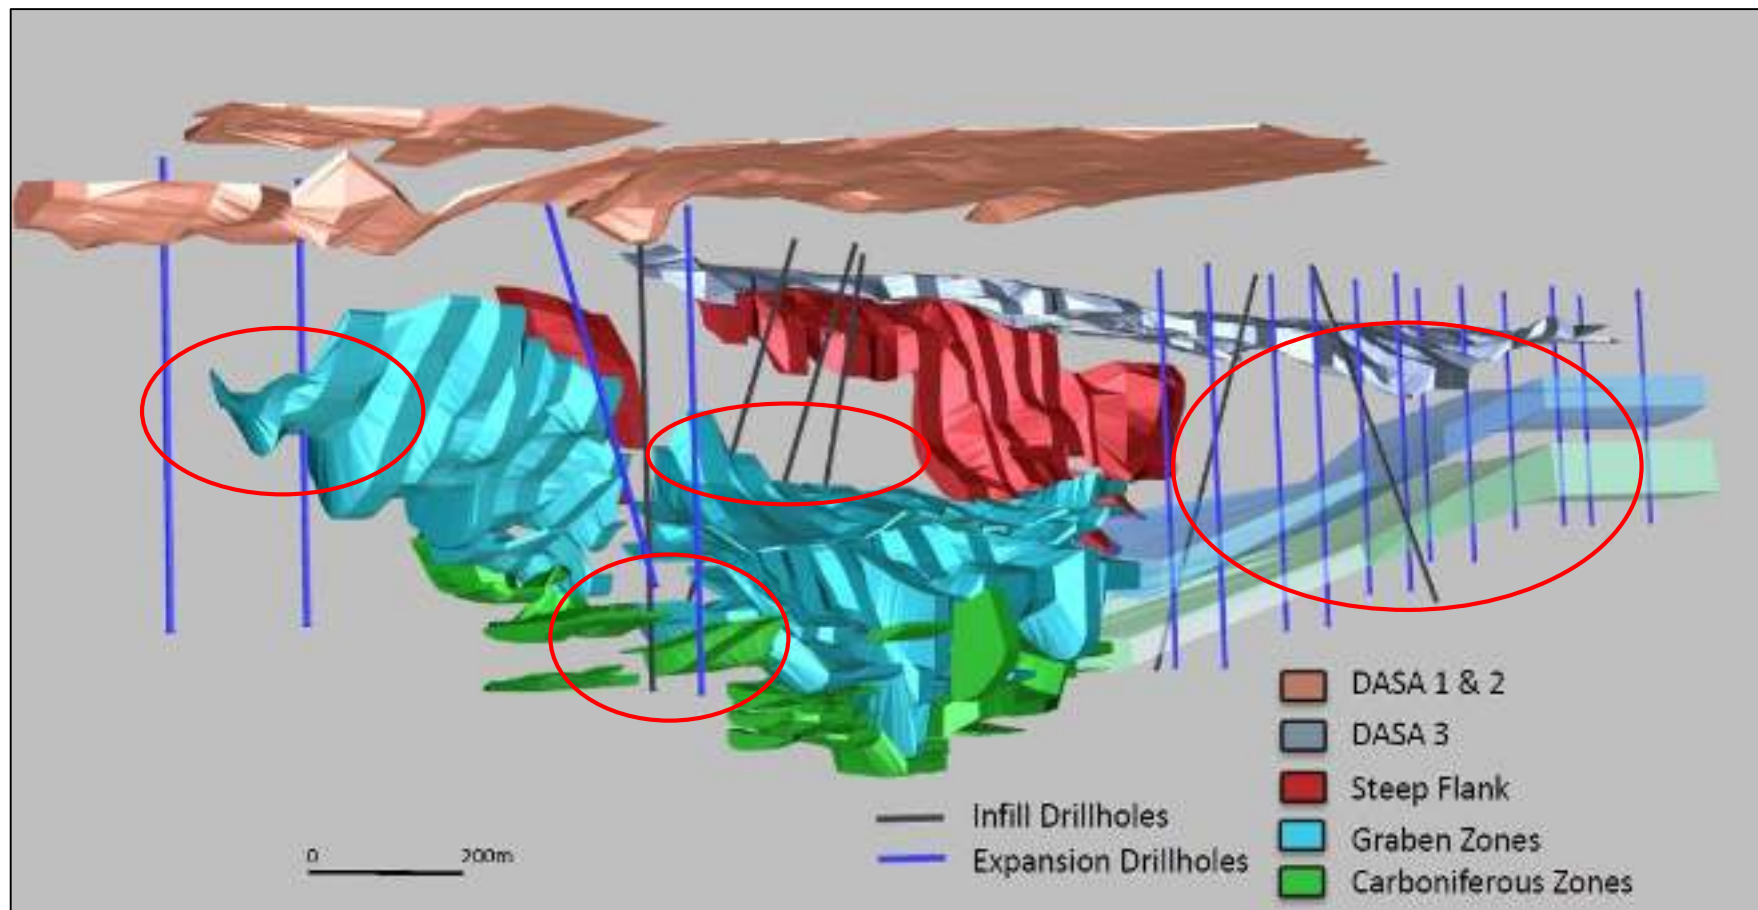 DASA 1 & 2
DASA 3
Steep Flank
Graben Zones
Carboniferous Zones
Infill Drillholes
Expansion Drillholes
0 200m